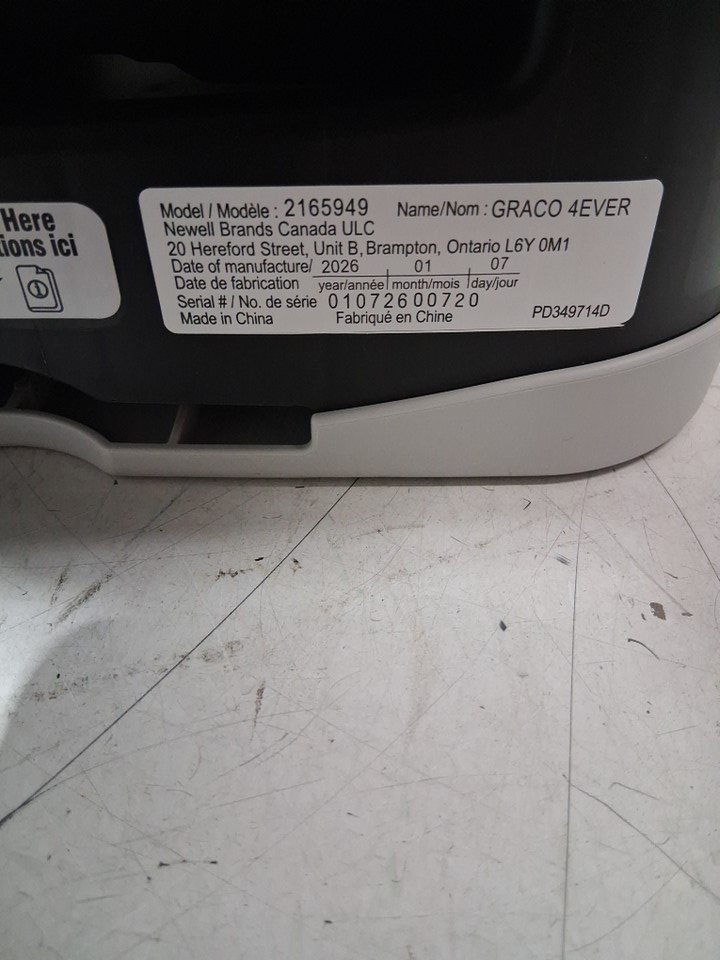 Here
ions ici
Model / Modèle : 2165949 Name/Nom : GRACO 4EVER
Newell Brands Canada ULC
20 Hereford Street, Unit B, Brampton, Ontario L6Y 0M1
Date of manufacture/ 2026 01 07
Date de fabrication year/année month/mois day/jour
Serial # / No. de série 01072600720
Made in China Fabriqué en Chine PD349714D